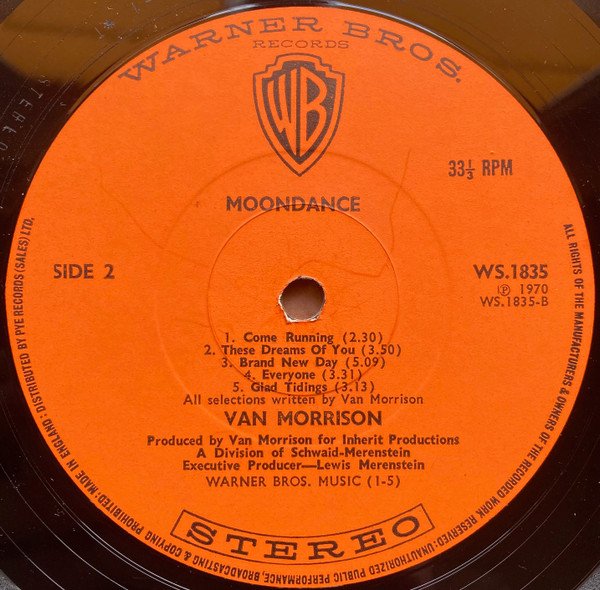 WARNER BROS.
RECORDS
WB
33⅓ RPM
MOONDANCE
SIDE 2
WS.1835
Ⓟ 1970
WS.1835-B
1. Come Running (2.30)
2. These Dreams Of You (3.50)
3. Brand New Day (5.09)
4. Everyone (3.31)
5. Glad Tidings (3.13)
All selections written by Van Morrison
VAN MORRISON
Produced by Van Morrison for Inherit Productions
A Division of Schwaid-Merenstein
Executive Producer—Lewis Merenstein
WARNER BROS. MUSIC (1-5)
STEREO
ALL RIGHTS OF THE MANUFACTURERS & OWNERS OF THE RECORDED WORK RESERVED: UNAUTHORIZED PUBLIC PERFORMANCE, BROADCASTING & COPYING PROHIBITED: MADE IN ENGLAND: DISTRIBUTED BY PYE RECORDS (SALES) LTD.
STEREO